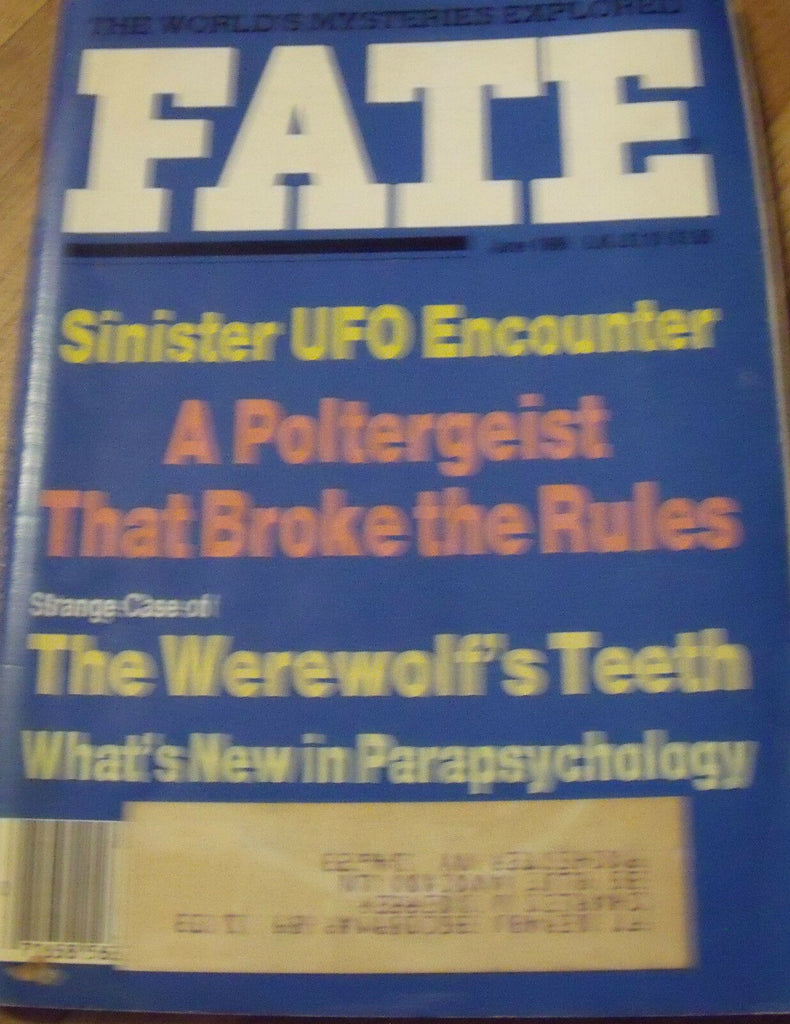 THE WORLD'S MYSTERIES EXPLORED
FATE
June
Sinister UFO Encounter
A Poltergeist
That Broke the Rules
Strange Case of
The Werewolf's Teeth
What's New in Parapsychology